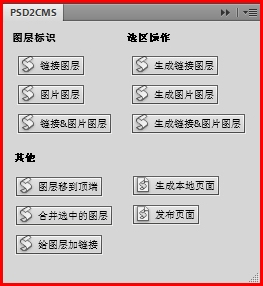 PSD2CMS
图层标识
选区操作
链接图层
生成链接图层
图片图层
生成图片图层
链接&图片图层
生成链接&图片图层
其他
图层移到顶端
生成本地页面
合并选中的图层
发布页面
给图层加链接